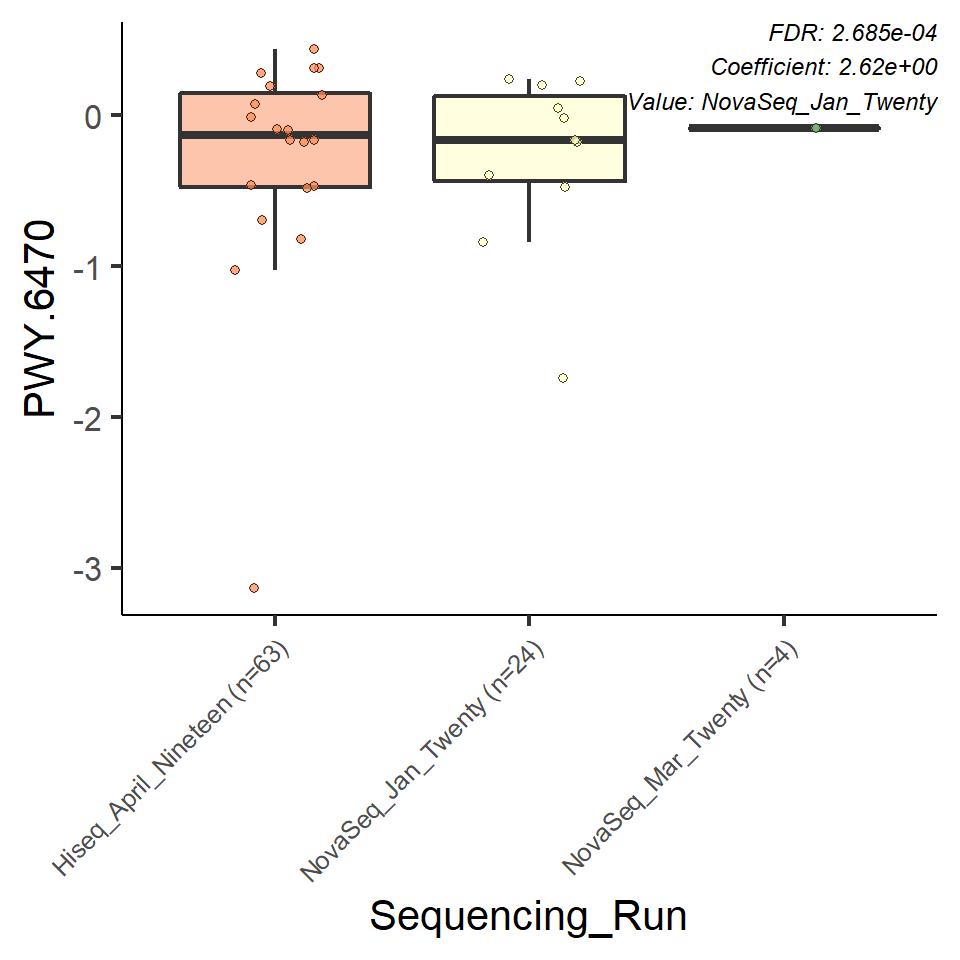 FDR: 2.685e-04
Coefficient: 2.62e+00
Value: NovaSeq_Jan_Twenty
0
-1
-2
-3
PWY.6470
Hiseq_April_Nineteen (n=63)
NovaSeq_Jan_Twenty (n=24)
NovaSeq_Mar_Twenty (n=4)
Sequencing_Run